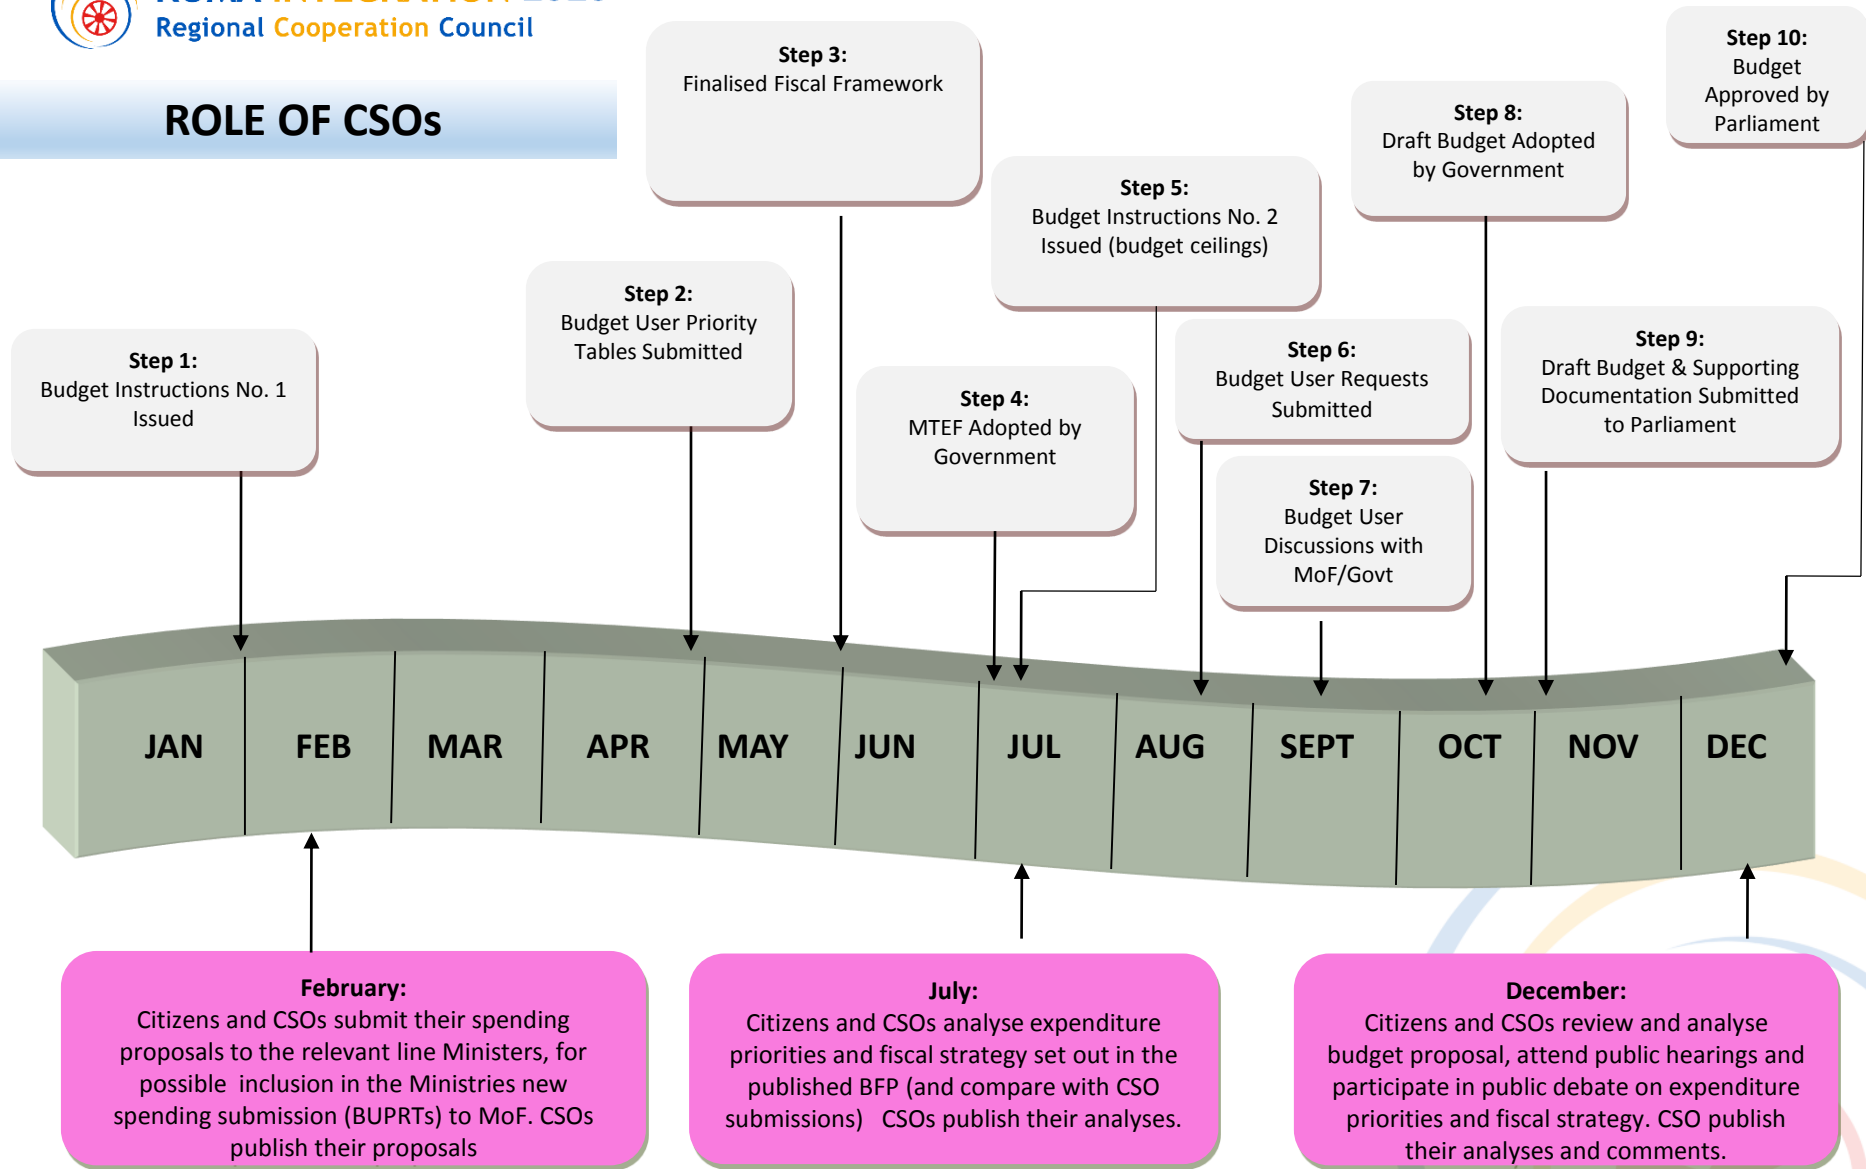 ROMA INTEGRATION 2020
Regional Cooperation Council
ROLE OF CSOs
Step 1:
Budget Instructions No. 1
Issued
Step 2:
Budget User Priority
Tables Submitted
Step 3:
Finalised Fiscal Framework
Step 4:
MTEF Adopted by
Government
Step 5:
Budget Instructions No. 2
Issued (budget ceilings)
Step 6:
Budget User Requests
Submitted
Step 7:
Budget User
Discussions with
MoF/Govt
Step 8:
Draft Budget Adopted
by Government
Step 9:
Draft Budget & Supporting
Documentation Submitted
to Parliament
Step 10:
Budget
Approved by
Parliament
JAN FEB MAR APR MAY JUN JUL AUG SEPT OCT NOV DEC
February:
Citizens and CSOs submit their spending
proposals to the relevant line Ministers, for
possible inclusion in the Ministries new
spending submission (BUPRTs) to MoF. CSOs
publish their proposals
July:
Citizens and CSOs analyse expenditure
priorities and fiscal strategy set out in the
published BFP (and compare with CSO
submissions) CSOs publish their analyses.
December:
Citizens and CSOs review and analyse
budget proposal, attend public hearings and
participate in public debate on expenditure
priorities and fiscal strategy. CSO publish
their analyses and comments.